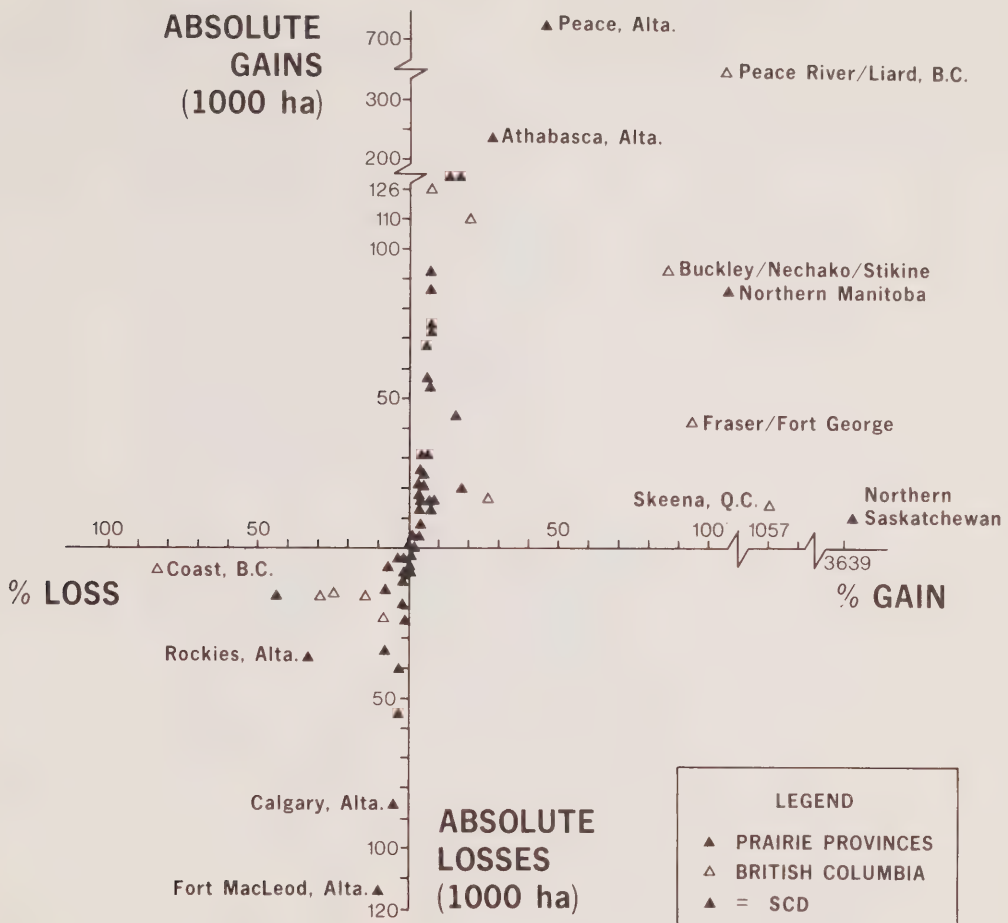 ABSOLUTE
GAINS
(1000 ha)
700
300
200
126
110
100
50
Peace, Alta.
Peace River/Liard, B.C.
Athabasca, Alta.
Buckley/Nechako/Stikine
Northern Manitoba
Fraser/Fort George
Skeena, Q.C.
Northern
Saskatchewan
100
50
50
100
1057
3639
% LOSS
% GAIN
Coast, B.C.
Rockies, Alta.
50
Calgary, Alta.
100
Fort MacLeod, Alta.
120
ABSOLUTE
LOSSES
(1000 ha)
LEGEND
PRAIRIE PROVINCES
BRITISH COLUMBIA
= SCD